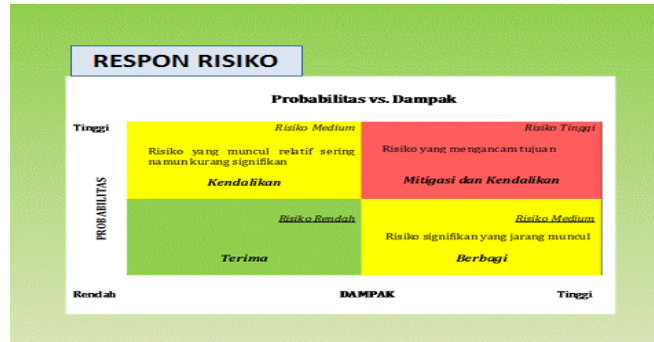 RESPON RISIKO
Probabilitas vs. Dampak
Tinggi
Risiko Medium
Risiko yang muncul relatif sering
namun kurang signifikan
Kendalikan
Risiko Tinggi
Risiko yang mengancam tujuan
Mitigasi dan Kendalikan
PROBABILITAS
Risiko Rendah
Terima
Risiko Medium
Risiko signifikan yang jarang muncul
Berbagi
Rendah
DAMPAK
Tinggi